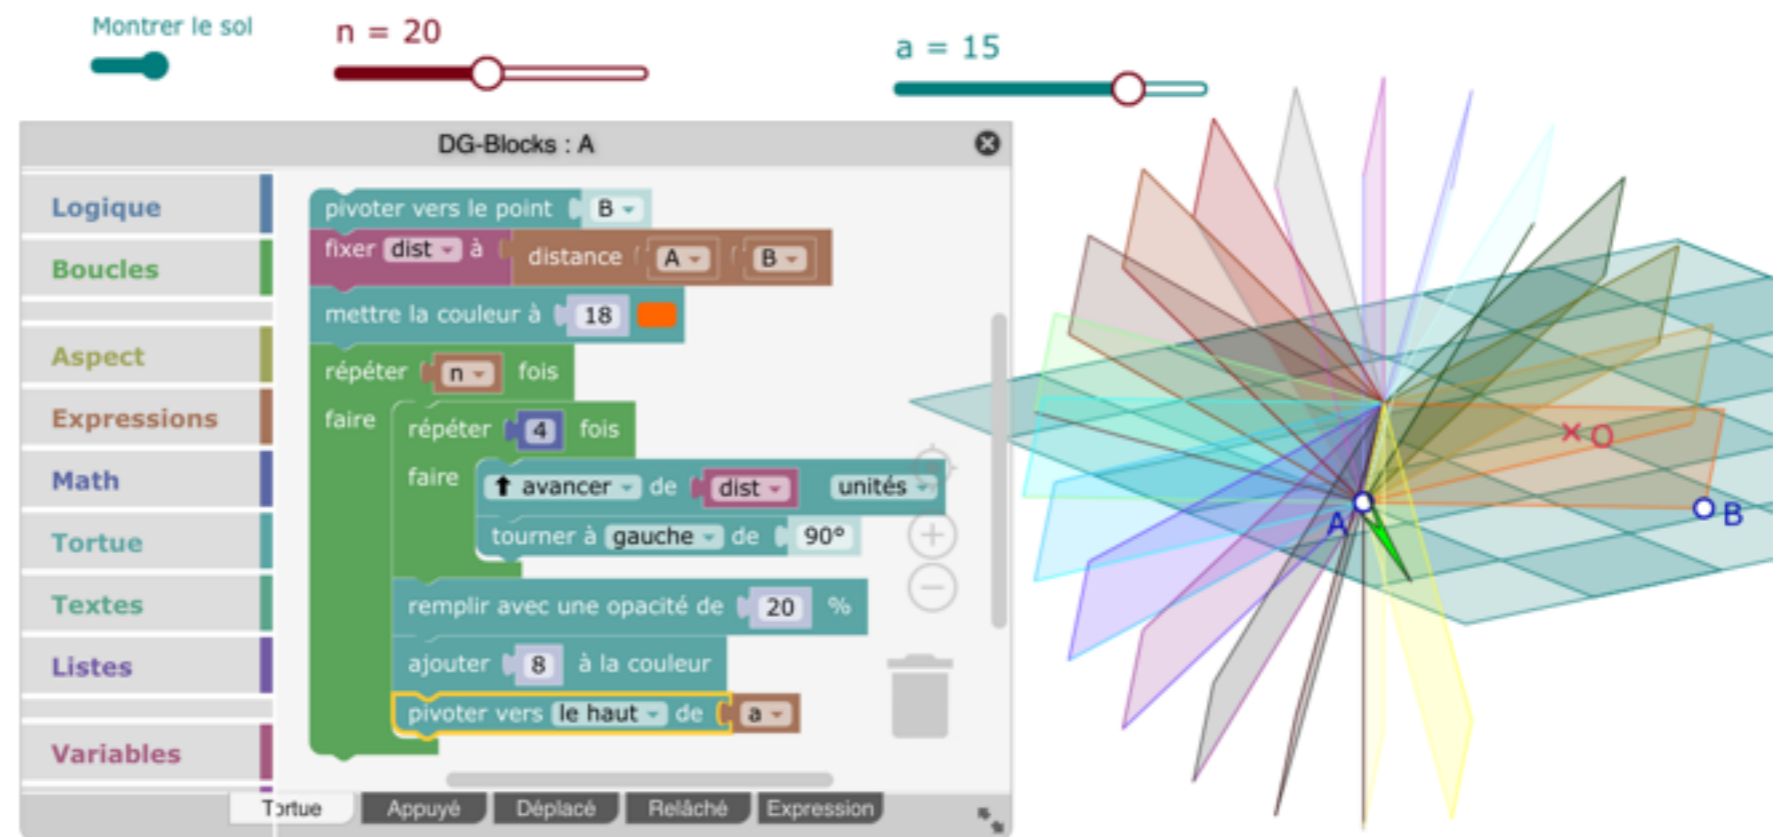 Montrer le sol
n = 20
a = 15
DG-Blocks : A
Logique
Boucles
Aspect
Expressions
Math
Tortue
Textes
Listes
Variables
pivoter vers le point B
fixer dist à distance A B
mettre la couleur à 18
répéter n fois
faire
répéter 4 fois
faire
avancer de dist unités
tourner à gauche de 90°
remplir avec une opacité de 20 %
ajouter 8 à la couleur
pivoter vers le haut de a
Tortue Appuyé Déplacé Relâché Expression
O
A
B